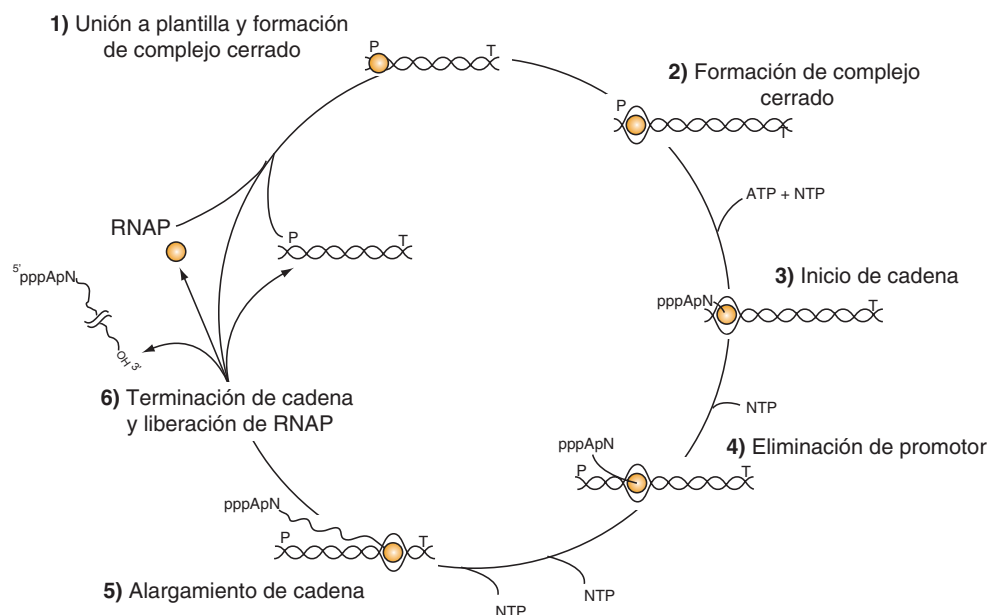 1) Unión a plantilla y formación
de complejo cerrado
P
T
2) Formación de complejo
cerrado
P
T
ATP + NTP
RNAP
P
T
5'pppApN
OH 3'
3) Inicio de cadena
pppApN
T
6) Terminación de cadena
y liberación de RNAP
NTP
4) Eliminación de promotor
pppApN
P
T
pppApN
P
T
5) Alargamiento de cadena
NTP
NTP